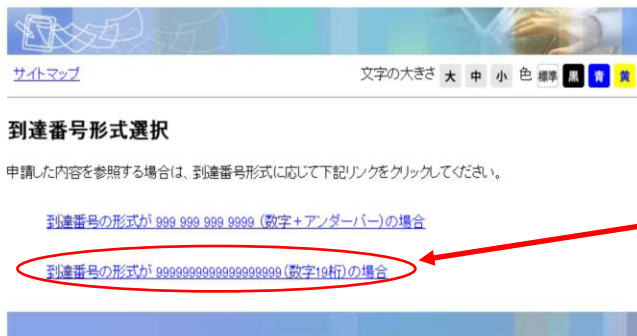 サイトマップ 文字の大きさ 大 中 小 色 標準 黒 青 黄
到達番号形式選択
申請した内容を参照する場合は、到達番号形式に応じて下記リンクをクリックしてください。
到達番号の形式が 999 999 999 9999 (数字+アンダーバー)の場合
到達番号の形式が 9999999999999999999 (数字19桁)の場合